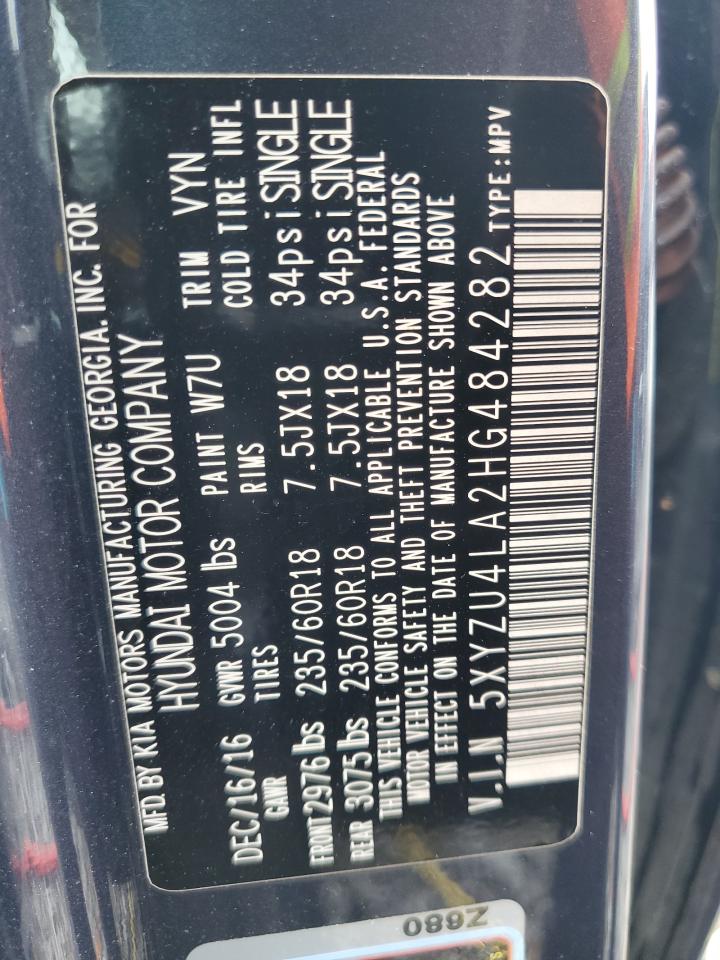 MFD.BY KIA MOTORS MANUFACTURING GEORGIA. INC. FOR
HYUNDAI MOTOR COMPANY
DEC/16/16 GVWR 5004 lbs PAINT W7U TRIM VYN
GAWR TIRES RIMS COLD TIRE INFL
FRONT 2976 lbs 235/60R18 7.5JX18 34psi SINGLE
REAR 3075 lbs 235/60R18 7.5JX18 34psi SINGLE
THIS VEHICLE CONFORMS TO ALL APPLICABLE U.S.A. FEDERAL
MOTOR VEHICLE SAFETY AND THEFT PREVENTION STANDARDS
IN EFFECT ON THE DATE OF MANUFACTURE SHOWN ABOVE
V.I.N 5XYZU4LA2HG484282 TYPE:MPV
Z680